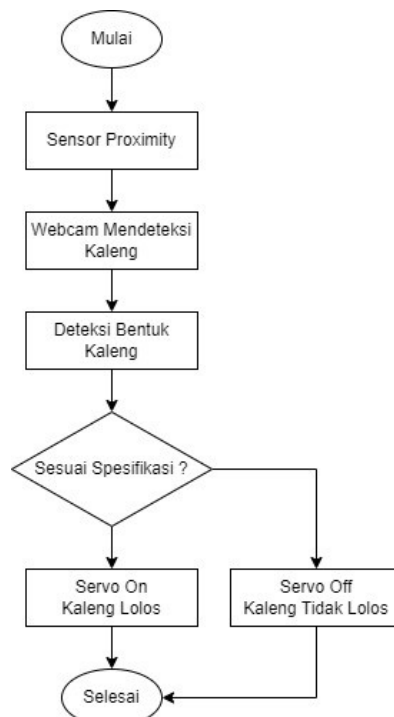 Mulai
Sensor Proximity
Webcam Mendeteksi
Kaleng
Deteksi Bentuk
Kaleng
Sesuai Spesifikasi ?
Servo On
Kaleng Lolos
Servo Off
Kaleng Tidak Lolos
Selesai